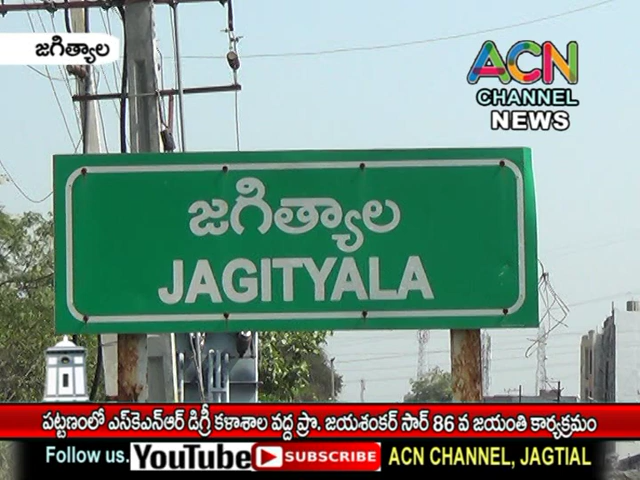 జగిత్యాల
ACN
CHANNEL
NEWS
జగిత్యాల
JAGITYALA
పట్టణంలో ఎస్‌కెఎన్‌ఆర్ డిగ్రీ కళాశాల వద్ద ప్రొ. జయశంకర్ సార్ 86 వ జయంతి కార్యక్రమం
Follow us. YouTube SUBSCRIBE ACN CHANNEL, JAGTIAL